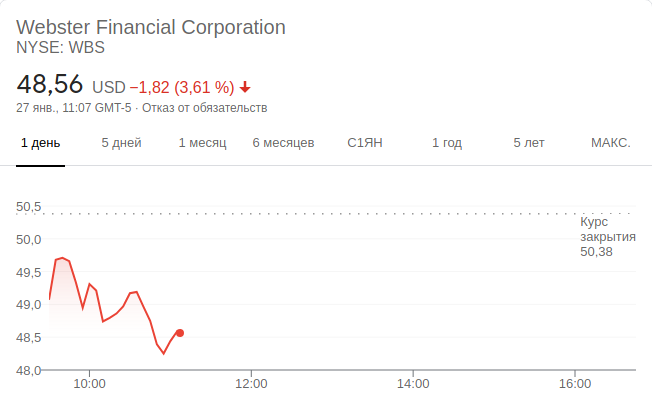 Webster Financial Corporation
NYSE: WBS
48,56 USD −1,82 (3,61 %)
27 янв., 11:07 GMT-5 · Отказ от обязательств
1 день 5 дней 1 месяц 6 месяцев С1ЯН 1 год 5 лет МАКС.
50,5
Курс
закрытия
50,38
50,0
49,5
49,0
48,5
48,0
10:00 12:00 14:00 16:00